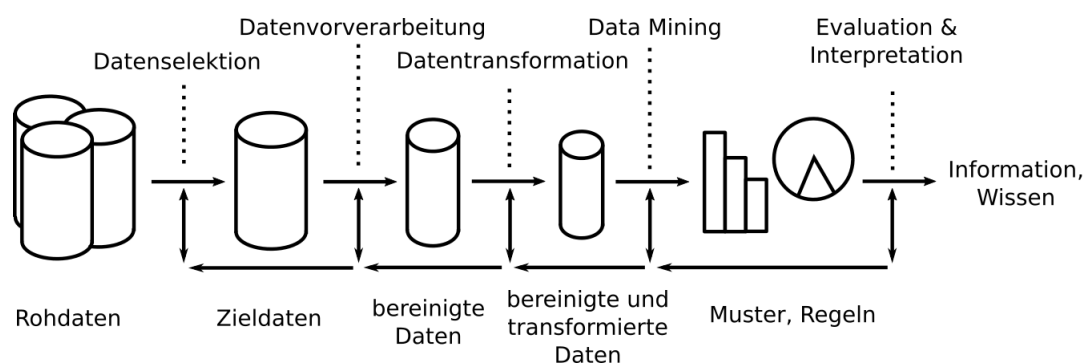 Datenselektion
Datenvorverarbeitung
Datentransformation
Data Mining
Evaluation &
Interpretation
Information,
Wissen
Rohdaten
Zieldaten
bereinigte
Daten
bereinigte und
transformierte
Daten
Muster, Regeln